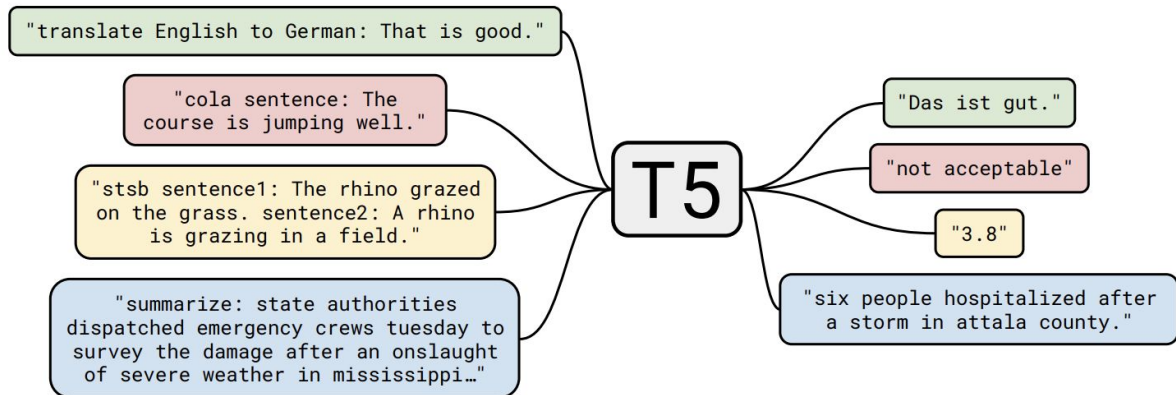 "translate English to German: That is good."
"cola sentence: The
course is jumping well."
"stsb sentence1: The rhino grazed
on the grass. sentence2: A rhino
is grazing in a field."
"summarize: state authorities
dispatched emergency crews tuesday to
survey the damage after an onslaught
of severe weather in mississippi…"
T5
"Das ist gut."
"not acceptable"
"3.8"
"six people hospitalized after
a storm in attala county."